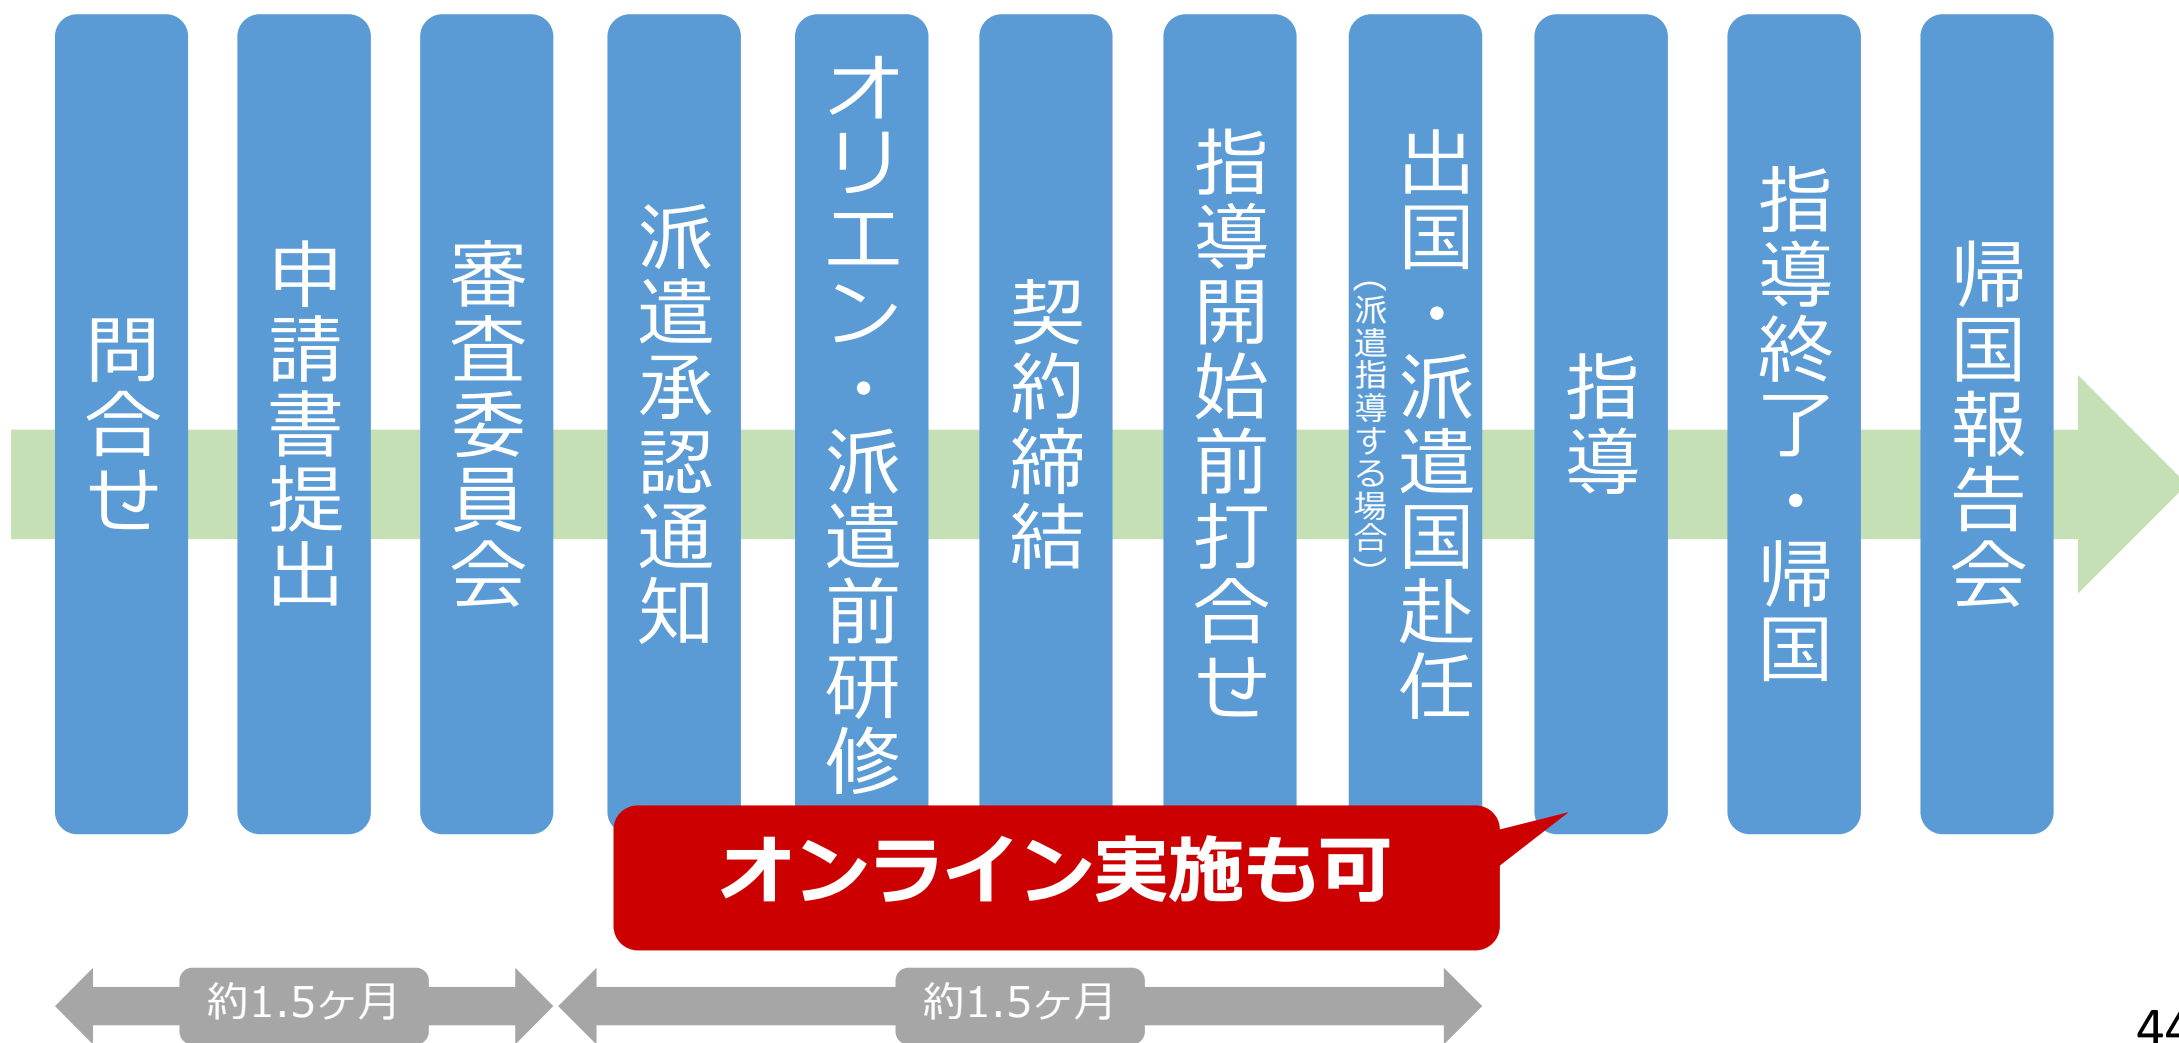 問合せ
申請書提出
審査委員会
派遣承認通知
オリエン・派遣前研修
契約締結
指導開始前打合せ
出国・派遣国赴任
（派遣指導する場合）
指導
指導終了・帰国
帰国報告会
オンライン実施も可
約1.5ヶ月
約1.5ヶ月
44